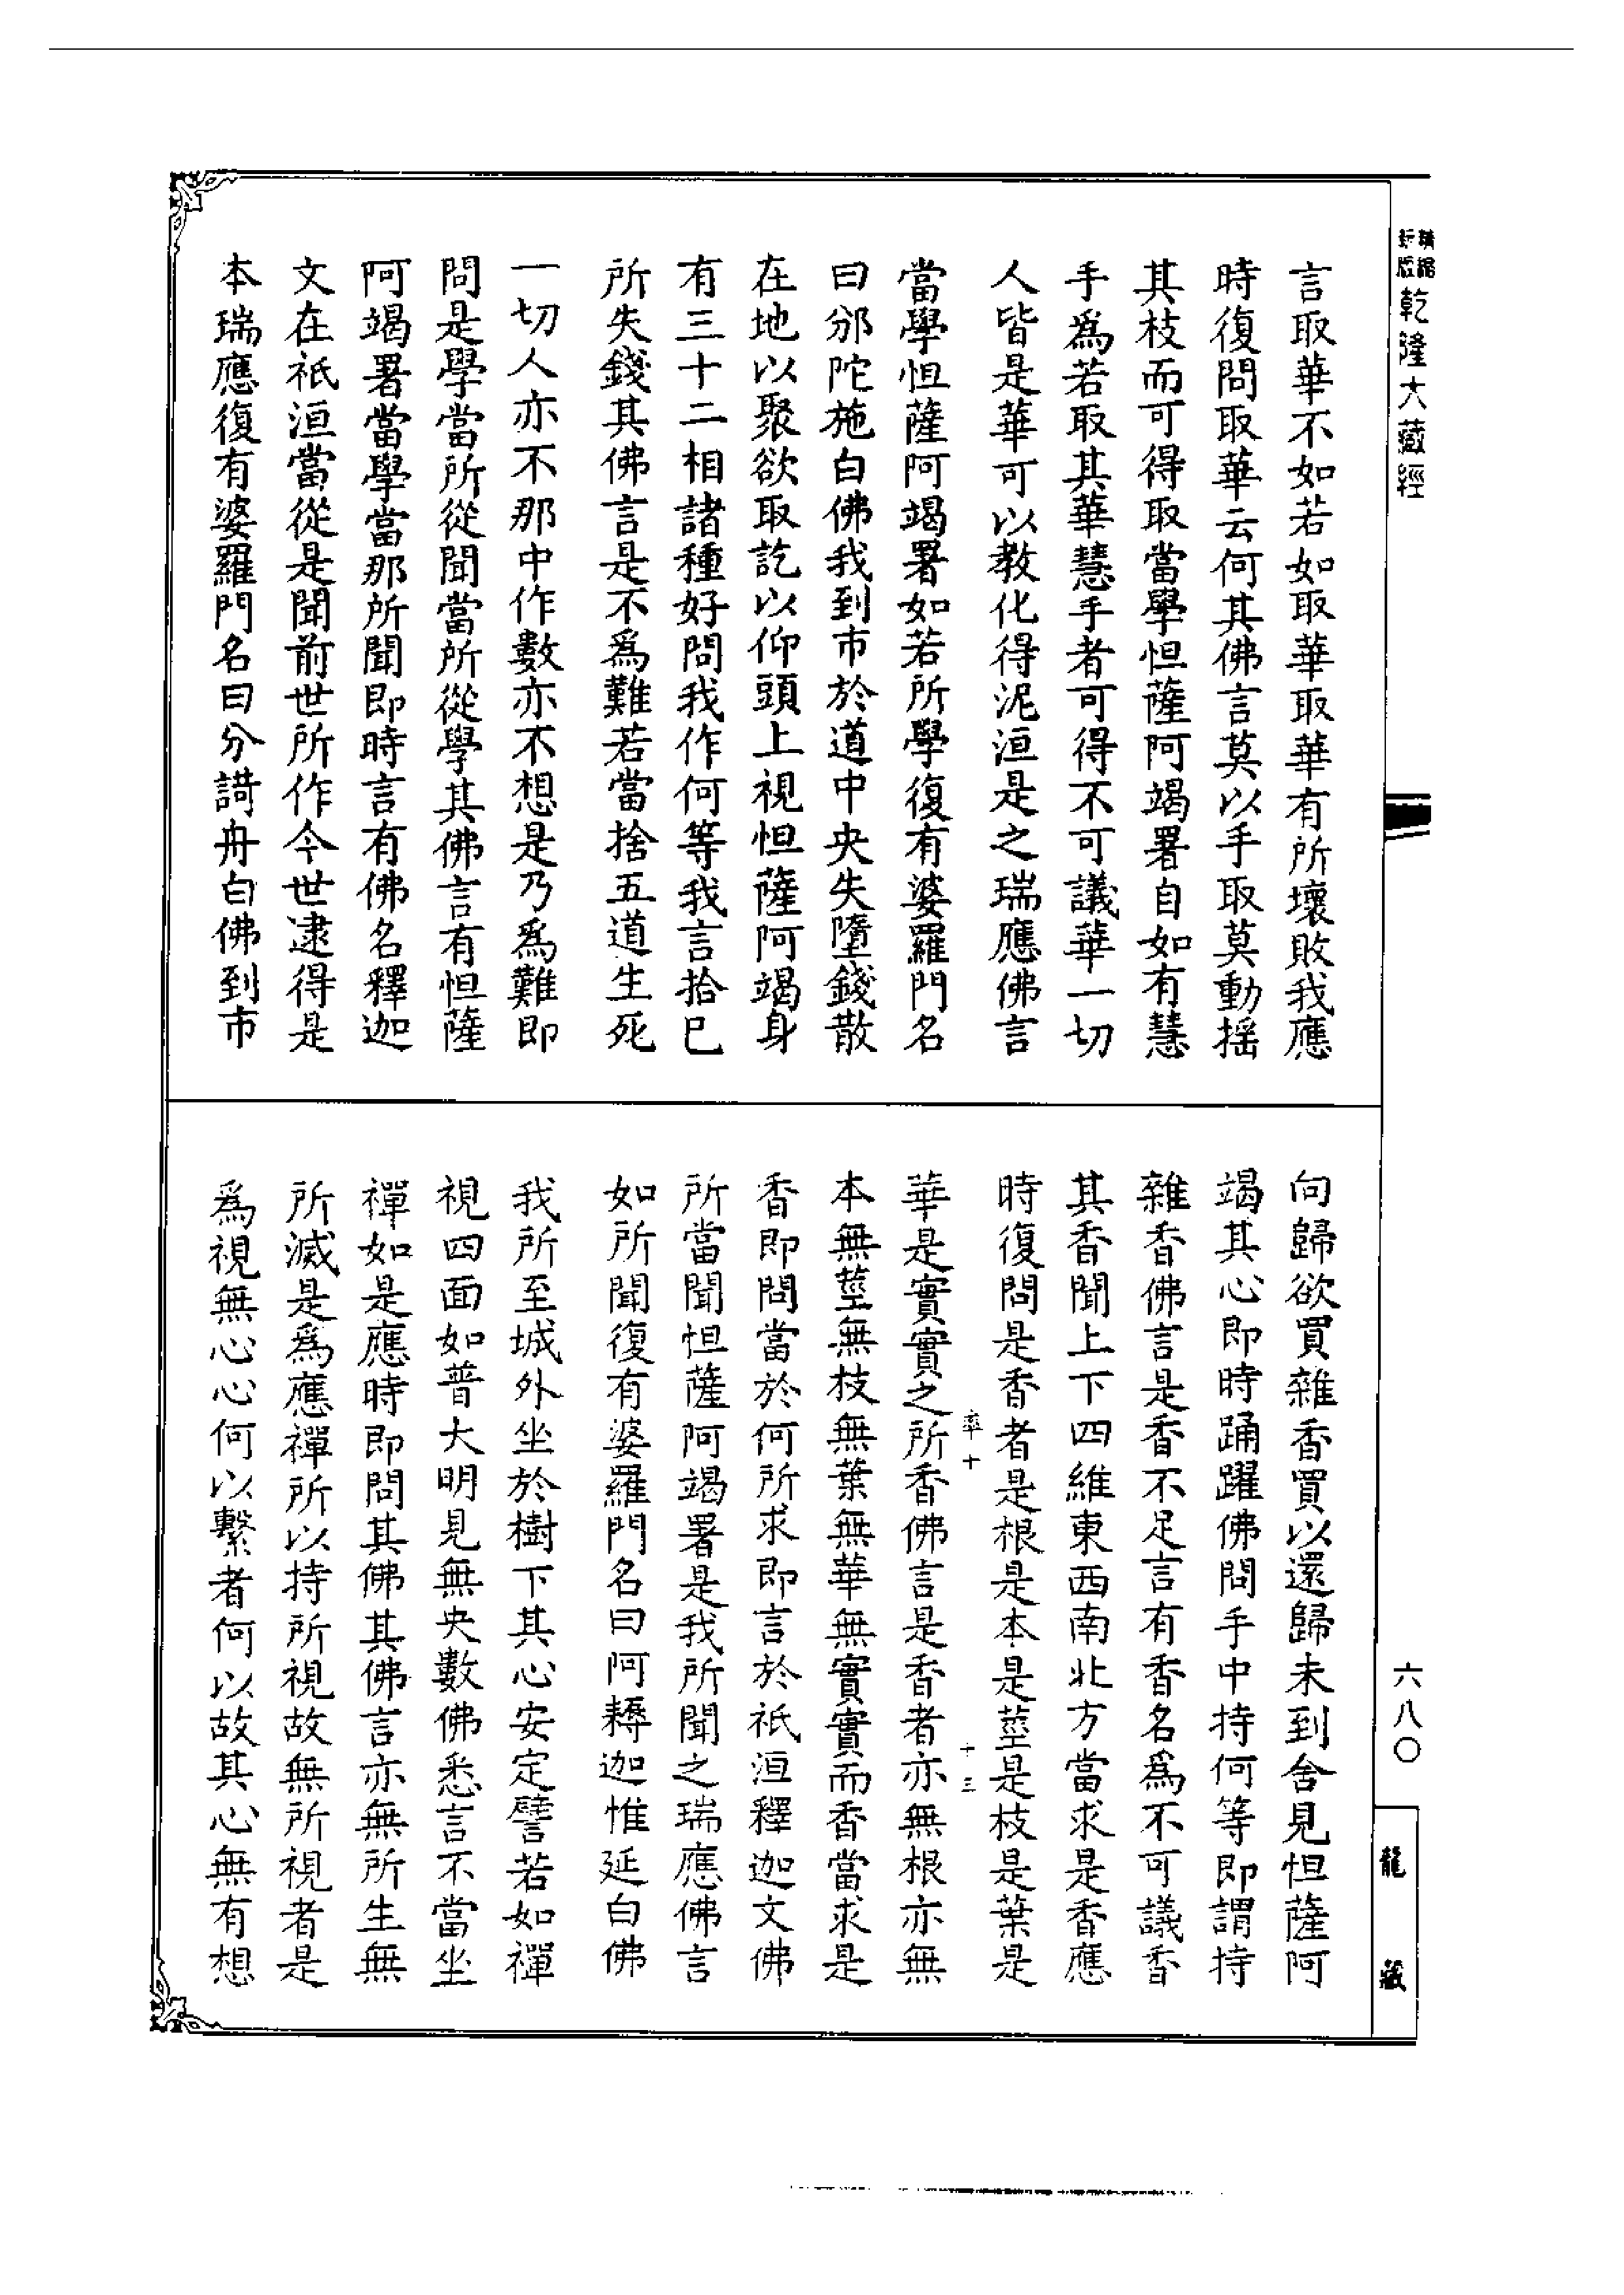 乾隆大藏經
言取華不如若如取華取華有所壞敗我應
時復問取華云何其佛言莫以手取莫動搖
其枝而可得取當學怛薩阿竭署自如有慧
手爲若取其華慧手者可得不可議華一切
人皆是華可以教化得泥洹是之瑞應佛言
當學怛薩阿竭署如若所學復有婆羅門名
曰邠陀施白佛我到市於道中央失墮錢散
在地以聚欲取訖以仰頭上視怛薩阿竭身
有三十二相諸種好問我作何等我言拾已
所失錢其佛言是不爲難若當捨五道生死
一切人亦不那中作數亦不想是乃爲難即
問是學當所從聞當所從學其佛言有怛薩
阿竭署當學當那所聞即時言有佛名釋迦
文在祇洹當從是聞前世所作今世逮得是
本瑞應復有婆羅門名曰分䛴舟白佛到市
向歸欲買雜香買以還歸未到舍見怛薩阿
竭其心即時踊躍佛問手中持何等即謂持
雜香佛言是香不足言有香名爲不可議香
其香聞上下四維東西南北方當求是香應
時復問是香者是根是本是莖是枝是葉是
率十 十三
華是實實之所香佛言是香者亦無根亦無
本無莖無枝無葉無華無實實而香當求是
香即問當於何所求即言於祇洹釋迦文佛
所當聞怛薩阿竭署是我所聞之瑞應佛言
如所聞復有婆羅門名曰阿耨迦惟延白佛
我所至城外坐於樹下其心安定譬若如禪
視四面如普大明見無央數佛悉言不當坐
禪如是應時即問其佛其佛言亦無所生無
所滅是爲應禪所以持所視故無所視者是
爲視無心心何以繫者何以故其心無有想
六八〇
龍藏